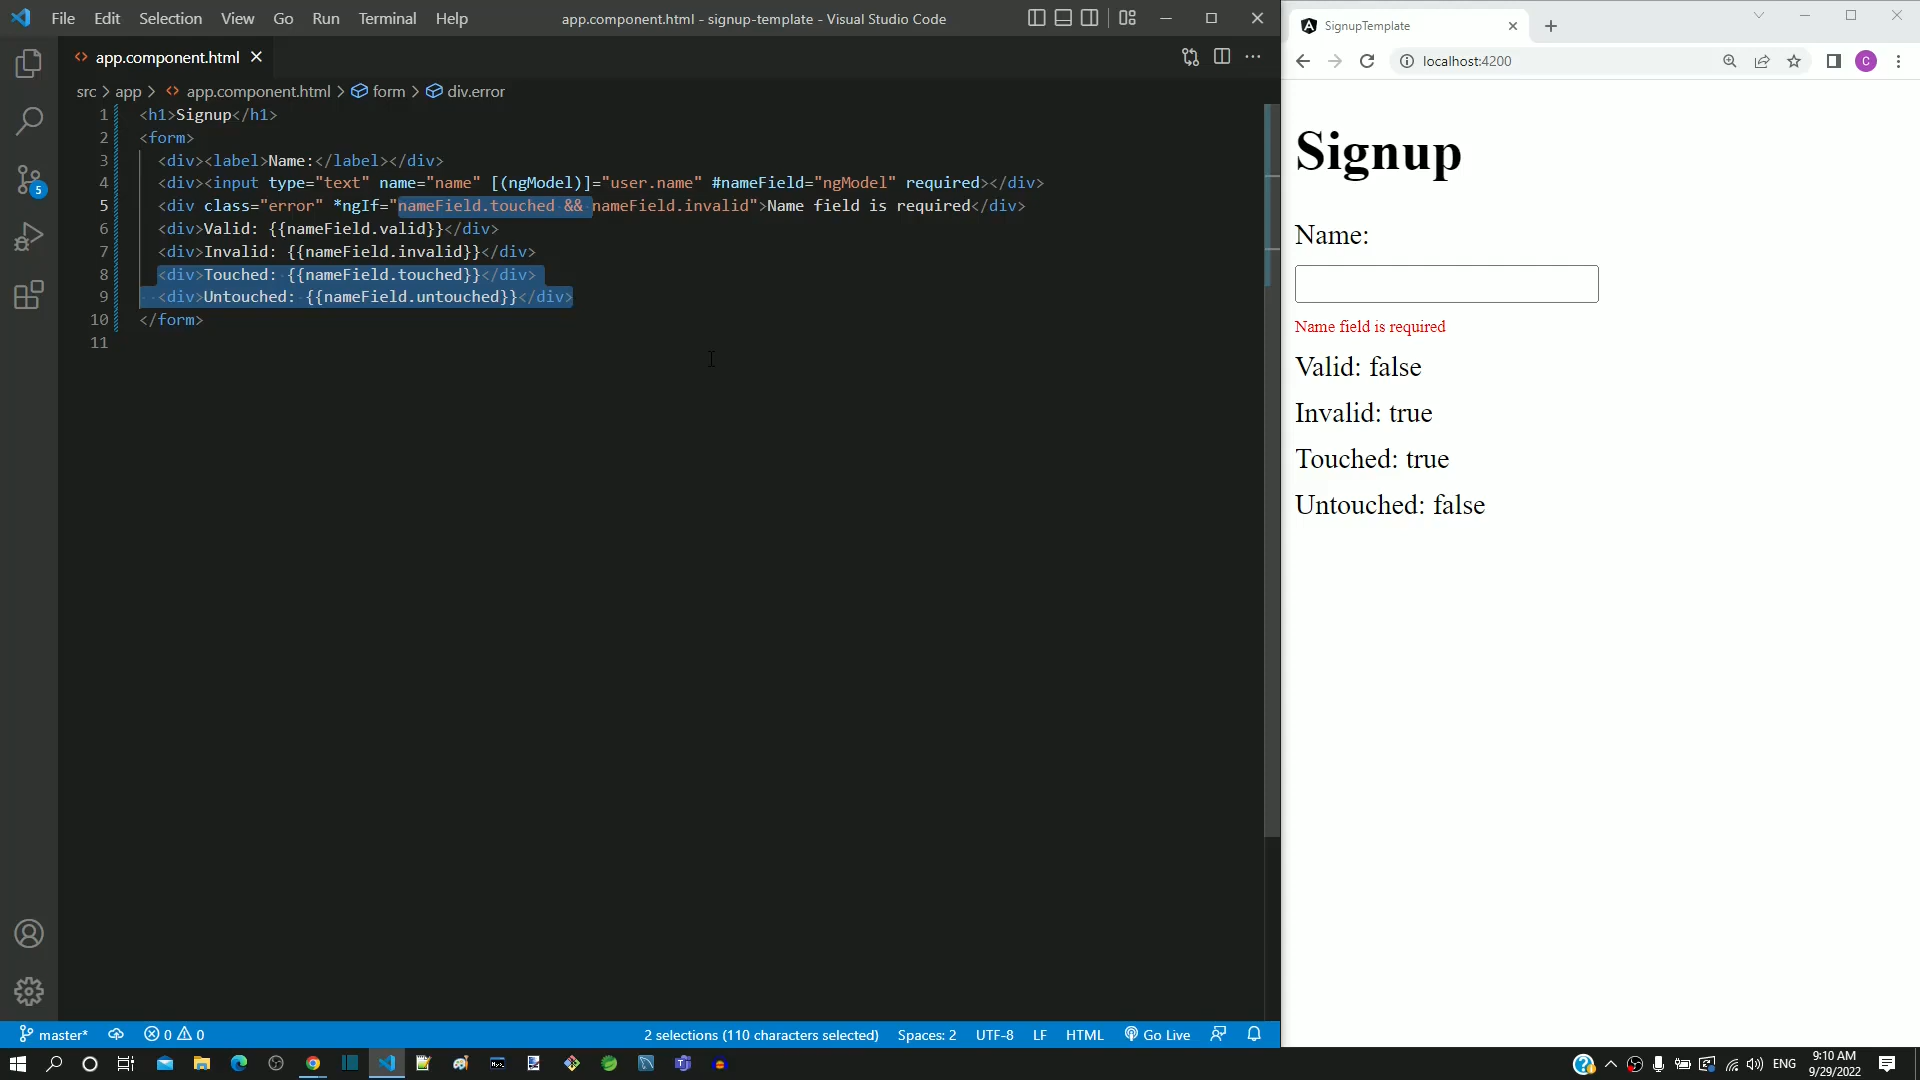 File Edit Selection View Go Run Terminal Help
app.component.html - signup-template - Visual Studio Code
app.component.html
src > app > app.component.html > form > div.error
1 <h1>Signup</h1>
2 <form>
3 <div><label>Name:</label></div>
4 <div><input type="text" name="name" [(ngModel)]="user.name" #nameField="ngModel" required></div>
5 <div class="error" *ngIf="nameField.touched && nameField.invalid">Name field is required</div>
6 <div>Valid: {{nameField.valid}}</div>
7 <div>Invalid: {{nameField.invalid}}</div>
8 <div>Touched: {{nameField.touched}}</div>
9 <div>Untouched: {{nameField.untouched}}</div>
10 </form>
11
5
master* 0 0 2 selections (110 characters selected) Spaces: 2 UTF-8 LF HTML Go Live
SignupTemplate
localhost:4200
C
Signup
Name:
Name field is required
Valid: false
Invalid: true
Touched: true
Untouched: false
ENG
9:10 AM
9/29/2022